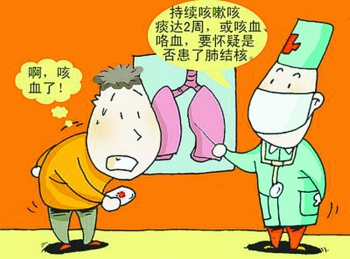 啊，咳
血了！
持续咳嗽咳
痰达2周，或咳血、
咯血，要怀疑是
否患了肺结核。